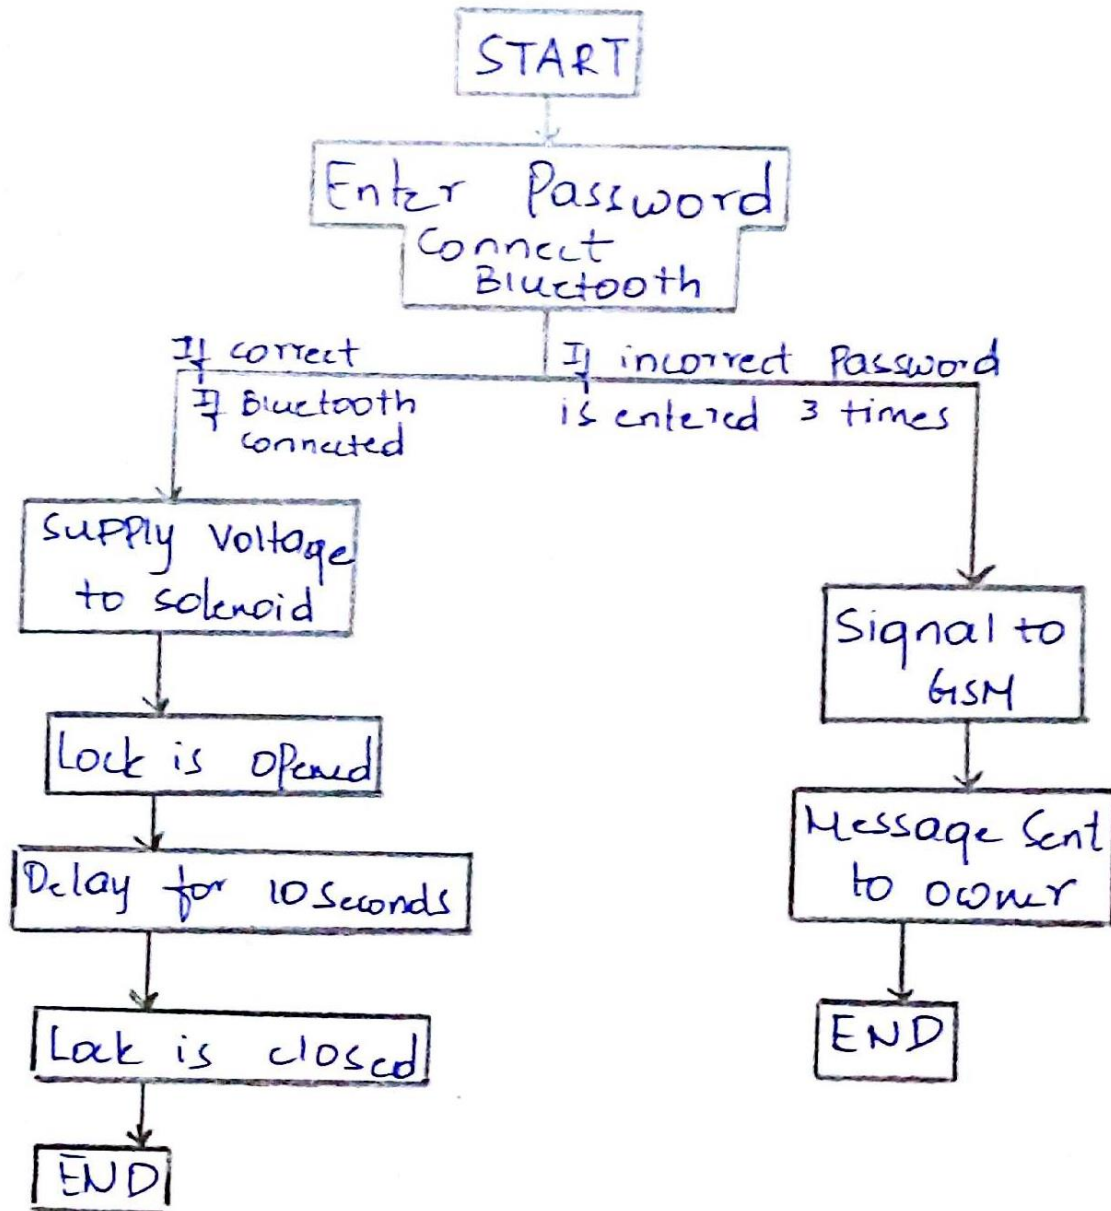 START
Enter Password
Connect
Bluetooth
If correct
If Bluetooth
connected
If incorrect Password
is entered 3 times
Supply Voltage
to solenoid
Lock is opened
Delay for 10 Seconds
Lock is closed
END
Signal to
GSM
Message Sent
to owner
END